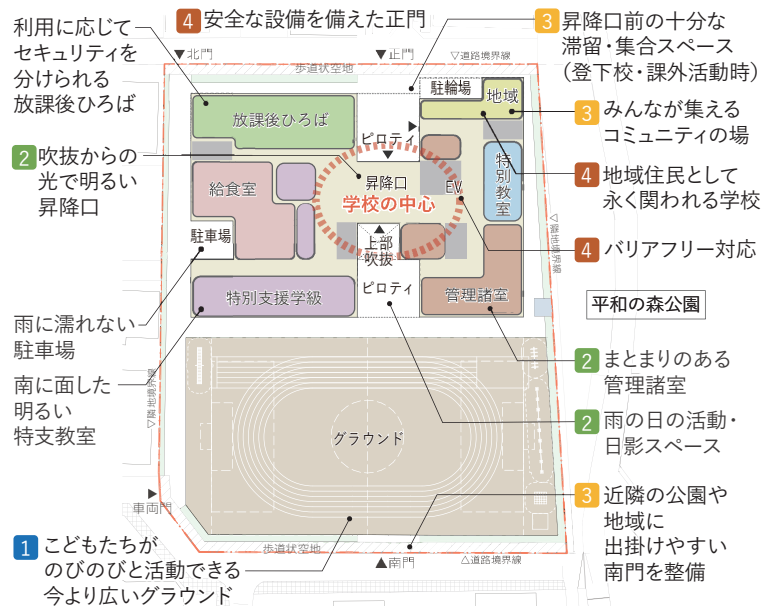 利用に応じて
セキュリティを
分けられる
放課後ひろば
4 安全な設備を備えた正門
3 昇降口前の十分な
滞留・集合スペース
（登下校・課外活動時）
▼北門
▼正門
▽道路境界線
歩道状空地
駐輪場
地域
放課後ひろば
ピロティ
3 みんなが集える
コミュニティの場
2 吹抜からの
光で明るい
昇降口
給食室
昇降口
EV
学校の中心
特別教室
4 地域住民として
永く関われる学校
駐車場
上部
吹抜
4 バリアフリー対応
▽隣地境界線
特別支援学級
ピロティ
管理諸室
平和の森公園
雨に濡れない
駐車場
南に面した
明るい
特支教室
2 まとまりのある
管理諸室
▽隣地境界線
グラウンド
2 雨の日の活動・
日影スペース
車両門
3 近隣の公園や
地域に
出掛けやすい
南門を整備
1 こどもたちが
のびのびと活動できる
今より広いグラウンド
歩道状空地
▲南門
△道路境界線